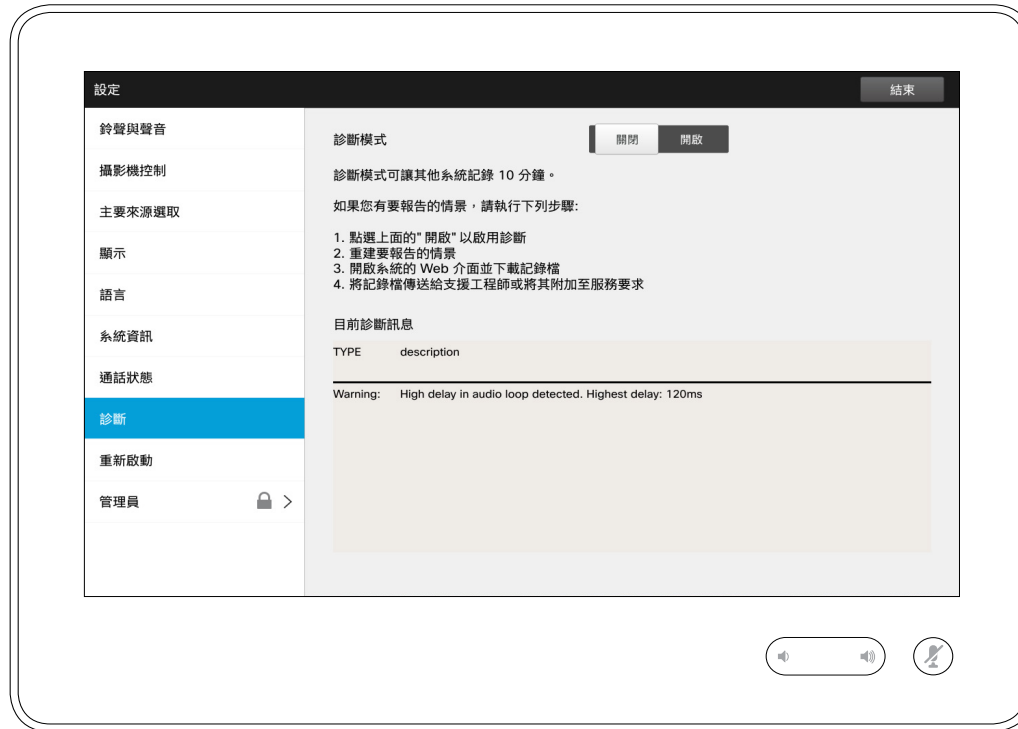 設定
結束
鈴聲與聲音
攝影機控制
主要來源選取
顯示
語言
系統資訊
通話狀態
診斷
重新啟動
管理員
診斷模式
關閉
開啟
診斷模式可讓其他系統記錄 10 分鐘。
如果您有要報告的情景，請執行下列步驟:
1. 點選上面的" 開啟" 以啟用診斷
2. 重建要報告的情景
3. 開啟系統的 Web 介面並下載記錄檔
4. 將記錄檔傳送給支援工程師或將其附加至服務要求
目前診斷訊息
TYPE description
Warning: High delay in audio loop detected. Highest delay: 120ms